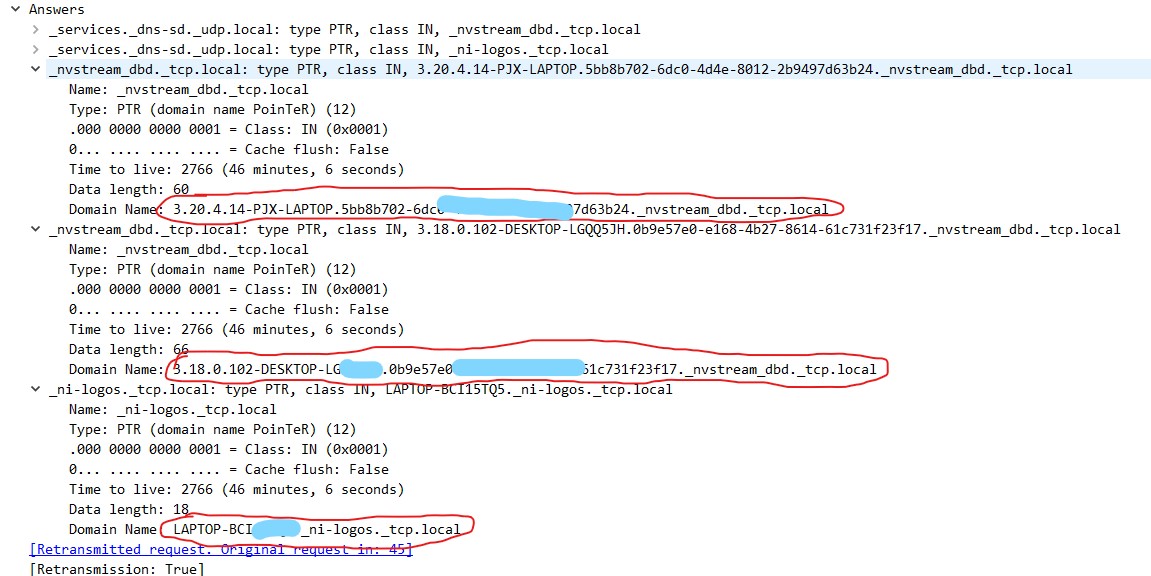 Answers
_services._dns-sd._udp.local: type PTR, class IN, _nvstream_dbd._tcp.local
_services._dns-sd._udp.local: type PTR, class IN, _ni-logos._tcp.local
_nvstream_dbd._tcp.local: type PTR, class IN, 3.20.4.14-PJX-LAPTOP.5bb8b702-6dc0-4d4e-8012-2b9497d63b24._nvstream_dbd._tcp.local
Name: _nvstream_dbd._tcp.local
Type: PTR (domain name PoinTeR) (12)
.000 0000 0000 0001 = Class: IN (0x0001)
0... .... .... .... = Cache flush: False
Time to live: 2766 (46 minutes, 6 seconds)
Data length: 60
Domain Name: 3.20.4.14-PJX-LAPTOP.5bb8b702-6dc 7d63b24._nvstream_dbd._tcp.local
_nvstream_dbd._tcp.local: type PTR, class IN, 3.18.0.102-DESKTOP-LGQQ5JH.0b9e57e0-e168-4b27-8614-61c731f23f17._nvstream_dbd._tcp.local
Name: _nvstream_dbd._tcp.local
Type: PTR (domain name PoinTeR) (12)
.000 0000 0000 0001 = Class: IN (0x0001)
0... .... .... .... = Cache flush: False
Time to live: 2766 (46 minutes, 6 seconds)
Data length: 66
Domain Name: 3.18.0.102-DESKTOP-LG .0b9e57e0 61c731f23f17._nvstream_dbd._tcp.local
_ni-logos._tcp.local: type PTR, class IN, LAPTOP-BCI15TQ5._ni-logos._tcp.local
Name: _ni-logos._tcp.local
Type: PTR (domain name PoinTeR) (12)
.000 0000 0000 0001 = Class: IN (0x0001)
0... .... .... .... = Cache flush: False
Time to live: 2766 (46 minutes, 6 seconds)
Data length: 18
Domain Name: LAPTOP-BCI _ni-logos._tcp.local
[Retransmitted request. Original request in: 45]
[Retransmission: True]